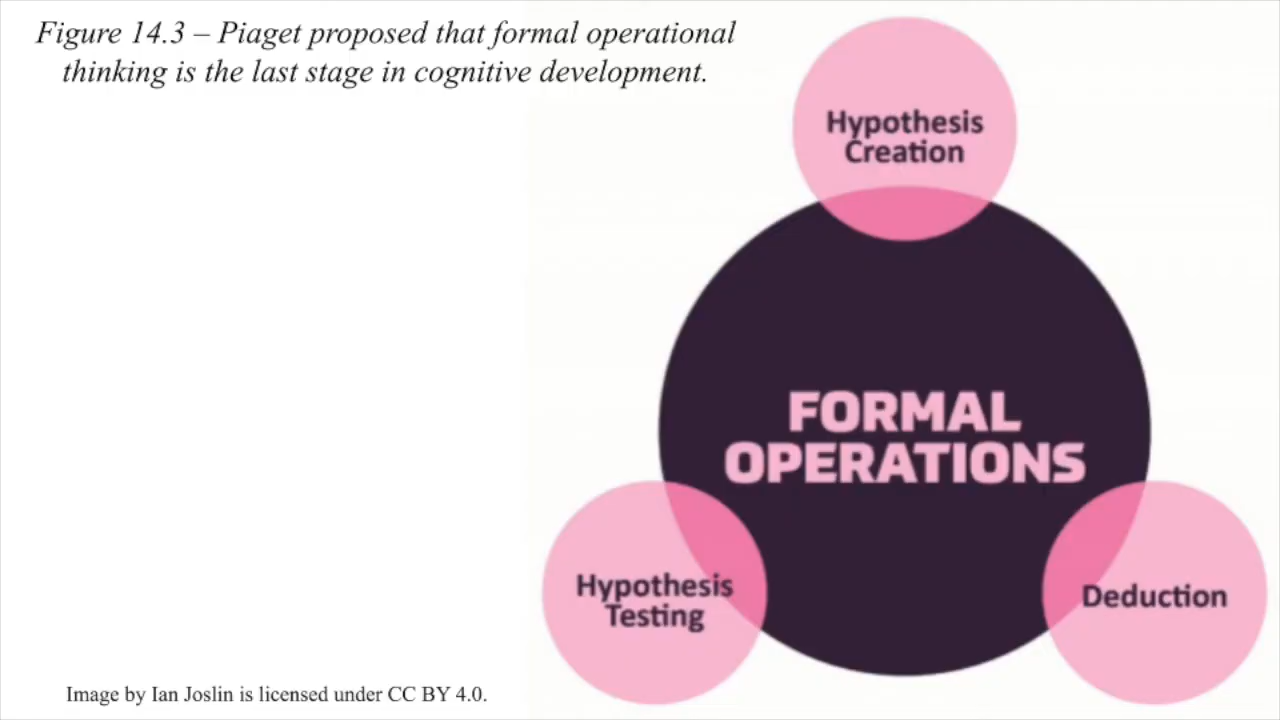 Figure 14.3 – Piaget proposed that formal operational
thinking is the last stage in cognitive development.
Hypothesis
Creation
FORMAL
OPERATIONS
Hypothesis
Testing
Deduction
Image by Ian Joslin is licensed under CC BY 4.0.